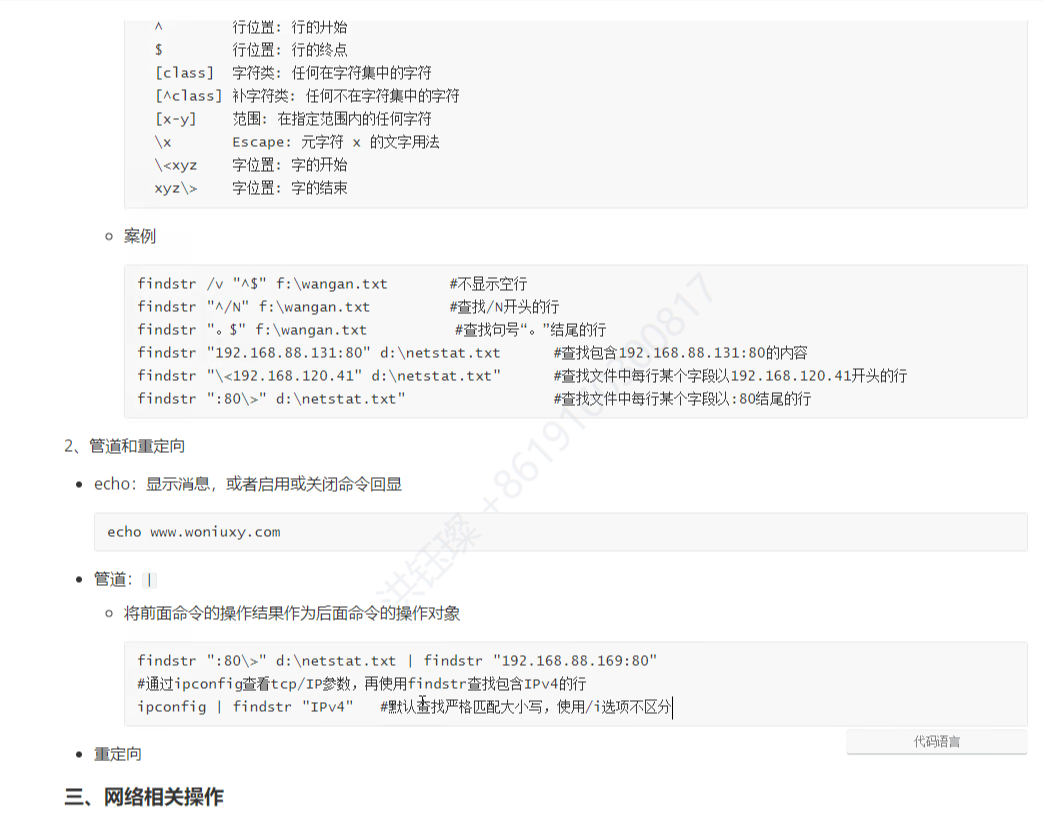 ^ 行位置: 行的开始
$ 行位置: 行的终点
[class] 字符类: 任何在字符集中的字符
[^class] 补字符类: 任何不在字符集中的字符
[x-y] 范围: 在指定范围内的任何字符
\x Escape: 元字符 x 的文字用法
\<xyz 字位置: 字的开始
xyz\> 字位置: 字的结束
案例
findstr /v "^$" f:\wangan.txt #不显示空行
findstr "^/N" f:\wangan.txt #查找/N开头的行
findstr "。$" f:\wangan.txt #查找句号“。”结尾的行
findstr "192.168.88.131:80" d:\netstat.txt #查找包含192.168.88.131:80的内容
findstr "\<192.168.120.41" d:\netstat.txt" #查找文件中每行某个字段以192.168.120.41开头的行
findstr ":80\>" d:\netstat.txt" #查找文件中每行某个字段以:80结尾的行
2、管道和重定向
echo：显示消息，或者启用或关闭命令回显
echo www.woniuxy.com
管道：|
将前面命令的操作结果作为后面命令的操作对象
findstr ":80\>" d:\netstat.txt | findstr "192.168.88.169:80"
#通过ipconfig查看tcp/IP参数，再使用findstr查找包含IPv4的行
ipconfig | findstr "IPv4" #默认查找严格匹配大小写，使用/i选项不区分
代码语言
重定向
三、网络相关操作